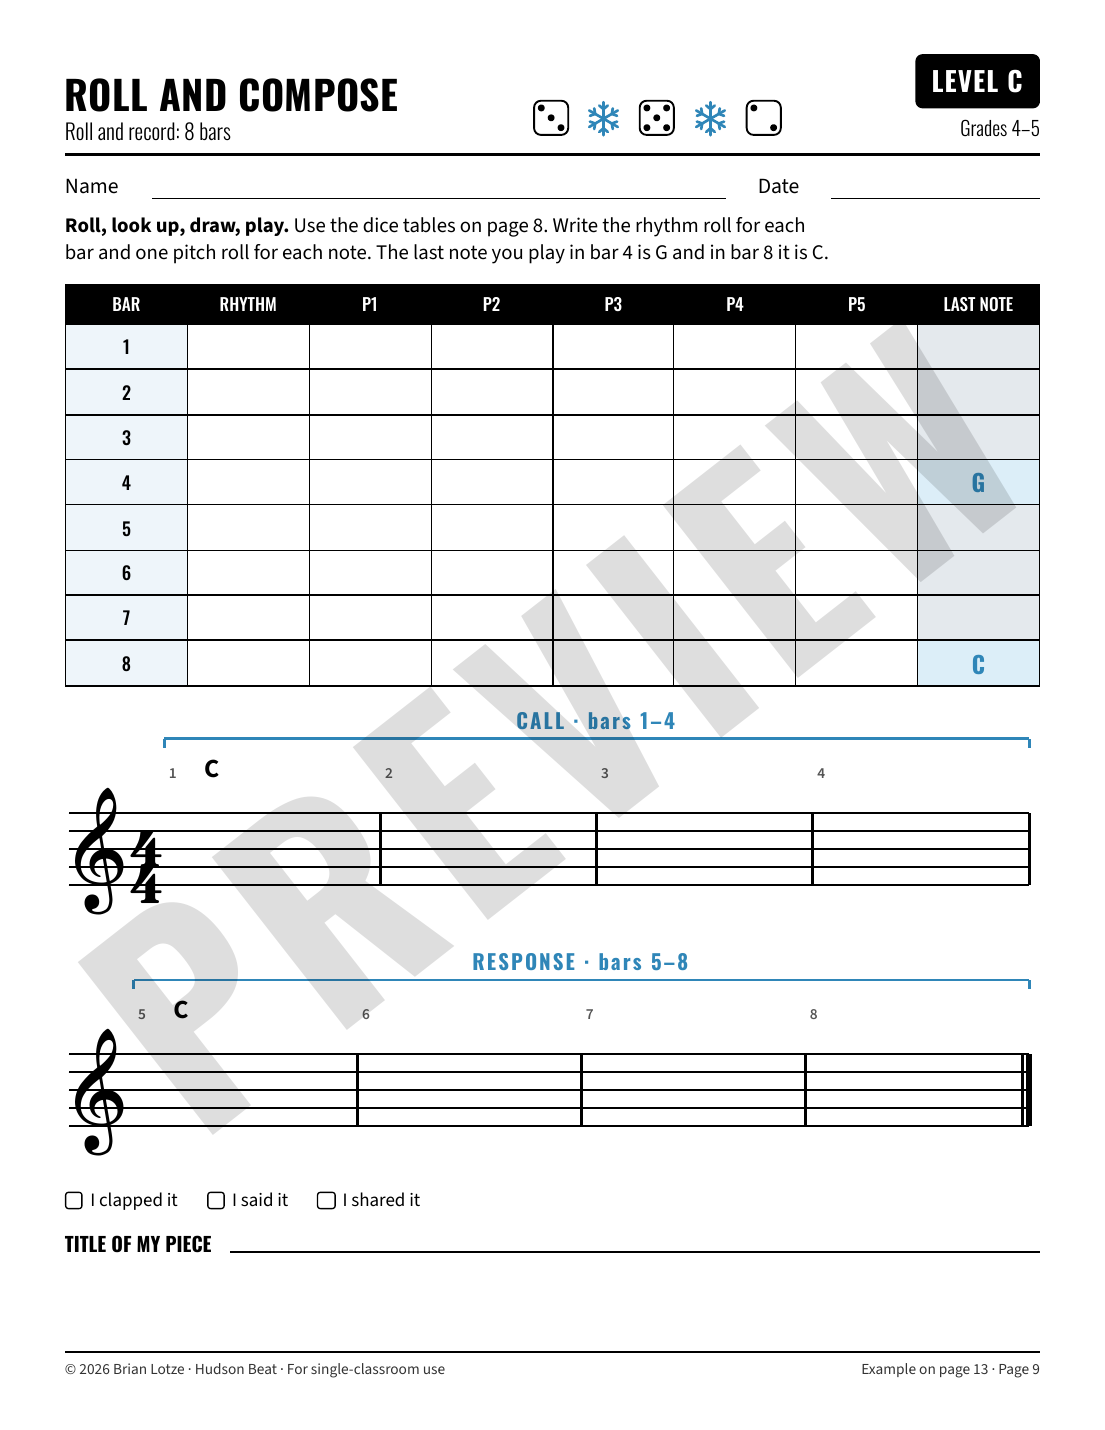 LEVEL C
ROLL AND COMPOSE
Roll and record: 8 bars
Grades 4–5
Name
Date
Roll, look up, draw, play. Use the dice tables on page 8. Write the rhythm roll for each
bar and one pitch roll for each note. The last note you play in bar 4 is G and in bar 8 it is C.
BAR RHYTHM P1 P2 P3 P4 P5 LAST NOTE
1
2
3
4 G
5
6
7
8 C
PREVIEW
CALL · bars 1–4
1 C 2 3 4
4
4
RESPONSE · bars 5–8
5 C 6 7 8
I clapped it I said it I shared it
TITLE OF MY PIECE
© 2026 Brian Lotze · Hudson Beat · For single-classroom use
Example on page 13 · Page 9